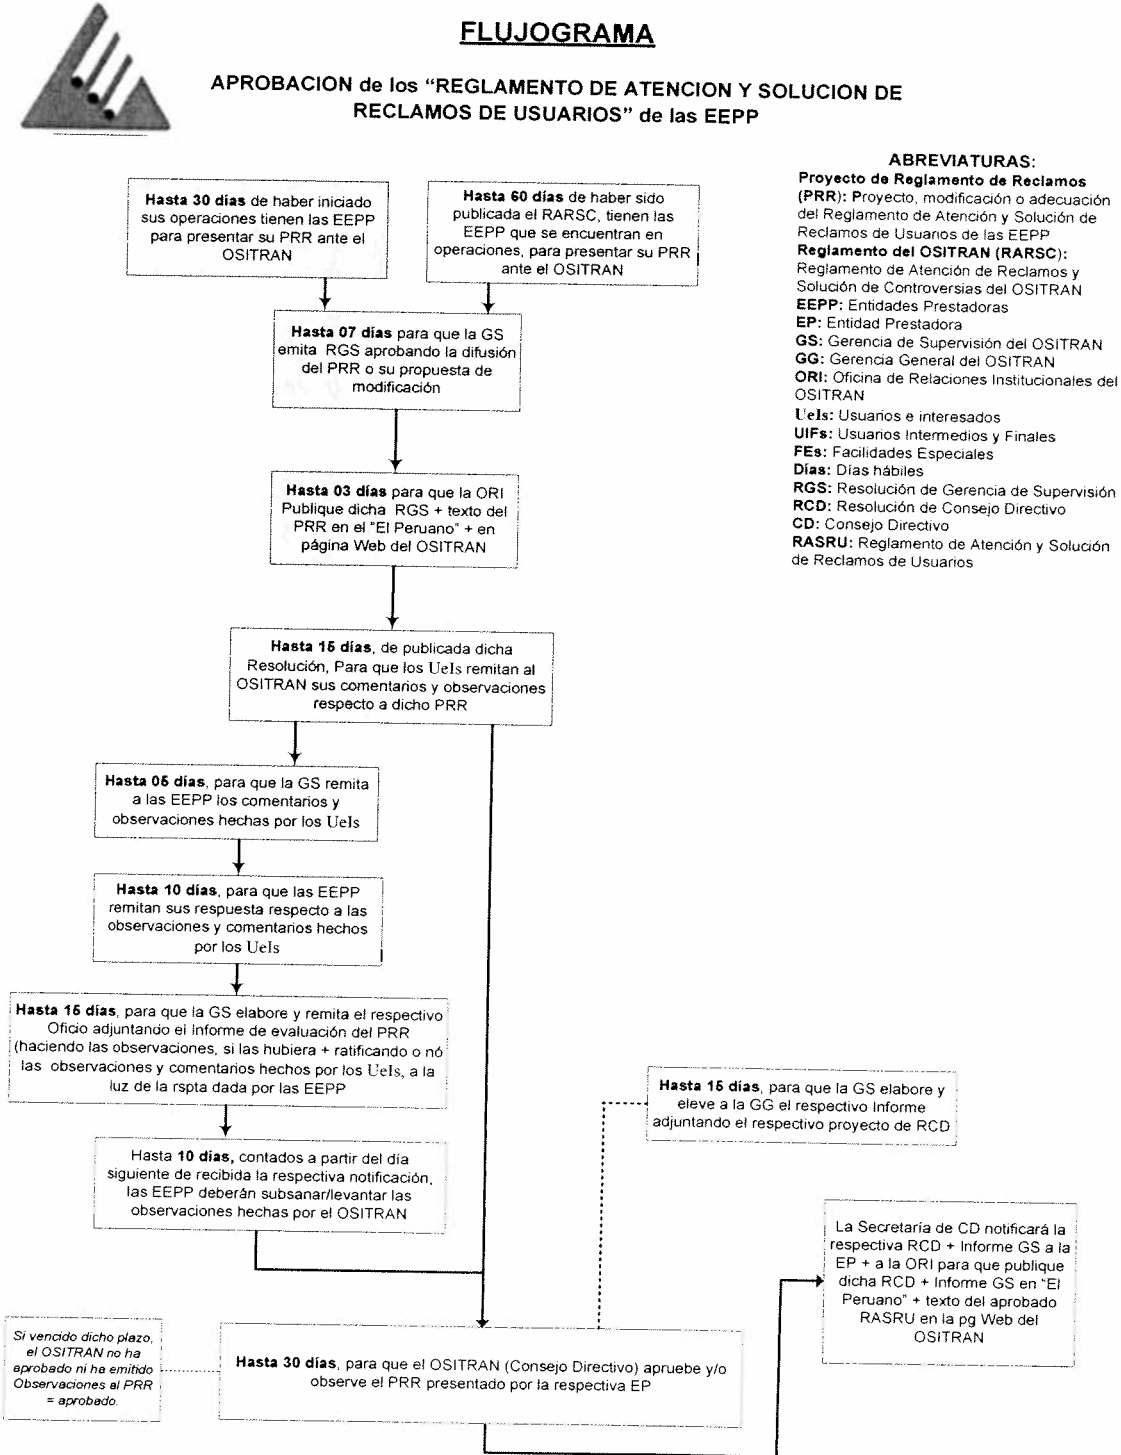 FLUJOGRAMA
APROBACION de los "REGLAMENTO DE ATENCION Y SOLUCION DE
RECLAMOS DE USUARIOS" de las EEPP
ABREVIATURAS:
Proyecto de Reglamento de Reclamos
(PRR): Proyecto, modificación o adecuación
del Reglamento de Atención y Solución de
Reclamos de Usuarios de las EEPP
Reglamento del OSITRAN (RARSC):
Reglamento de Atención de Reclamos y
Solución de Controversias del OSITRAN
EEPP: Entidades Prestadoras
EP: Entidad Prestadora
GS: Gerencia de Supervisión del OSITRAN
GG: Gerencia General del OSITRAN
ORI: Oficina de Relaciones Institucionales del
OSITRAN
UeIs: Usuarios e interesados
UIFs: Usuarios Intermedios y Finales
FEs: Facilidades Especiales
Días: Días hábiles
RGS: Resolución de Gerencia de Supervisión
RCD: Resolución de Consejo Directivo
CD: Consejo Directivo
RASRU: Reglamento de Atención y Solución
de Reclamos de Usuarios
Hasta 30 días de haber iniciado
sus operaciones tienen las EEPP
para presentar su PRR ante el
OSITRAN
Hasta 60 días de haber sido
publicada el RARSC, tienen las
EEPP que se encuentran en
operaciones, para presentar su PRR
ante el OSITRAN
Hasta 07 días para que la GS
emita RGS aprobando la difusión
del PRR o su propuesta de
modificación
Hasta 03 días para que la ORI
Publique dicha RGS + texto del
PRR en el "El Peruano" + en
página Web del OSITRAN
Hasta 15 días, de publicada dicha
Resolución, Para que los UeIs remitan al
OSITRAN sus comentarios y observaciones
respecto a dicho PRR
Hasta 05 días, para que la GS remita
a las EEPP los comentarios y
observaciones hechas por los UeIs
Hasta 10 días, para que las EEPP
remitan sus respuesta respecto a las
observaciones y comentarios hechos
por los UeIs
Hasta 15 días, para que la GS elabore y remita el respectivo
Oficio adjuntando el Informe de evaluación del PRR
(haciendo las observaciones, si las hubiera + ratificando o nó
las observaciones y comentarios hechos por los UeIs, a la
luz de la rspta dada por las EEPP
Hasta 10 días, contados a partir del día
siguiente de recibida la respectiva notificación,
las EEPP deberán subsanar/levantar las
observaciones hechas por el OSITRAN
Hasta 15 días, para que la GS elabore y
eleve a la GG el respectivo Informe
adjuntando el respectivo proyecto de RCD
La Secretaría de CD notificará la
respectiva RCD + Informe GS a la
EP + a la ORI para que publique
dicha RCD + Informe GS en "El
Peruano" + texto del aprobado
RASRU en la pg Web del
OSITRAN
Si vencido dicho plazo,
el OSITRAN no ha
aprobado ni ha emitido
Observaciones al PRR
= aprobado.
Hasta 30 días, para que el OSITRAN (Consejo Directivo) apruebe y/o
observe el PRR presentado por la respectiva EP